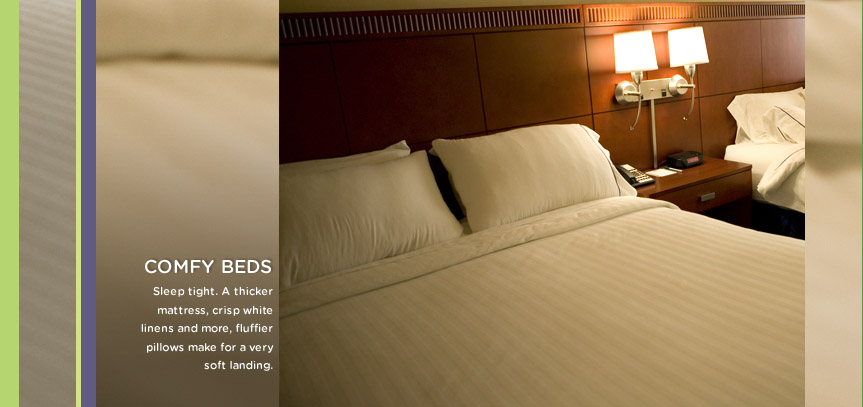 COMFY BEDS
Sleep tight. A thicker
mattress, crisp white
linens and more, fluffier
pillows make for a very
soft landing.